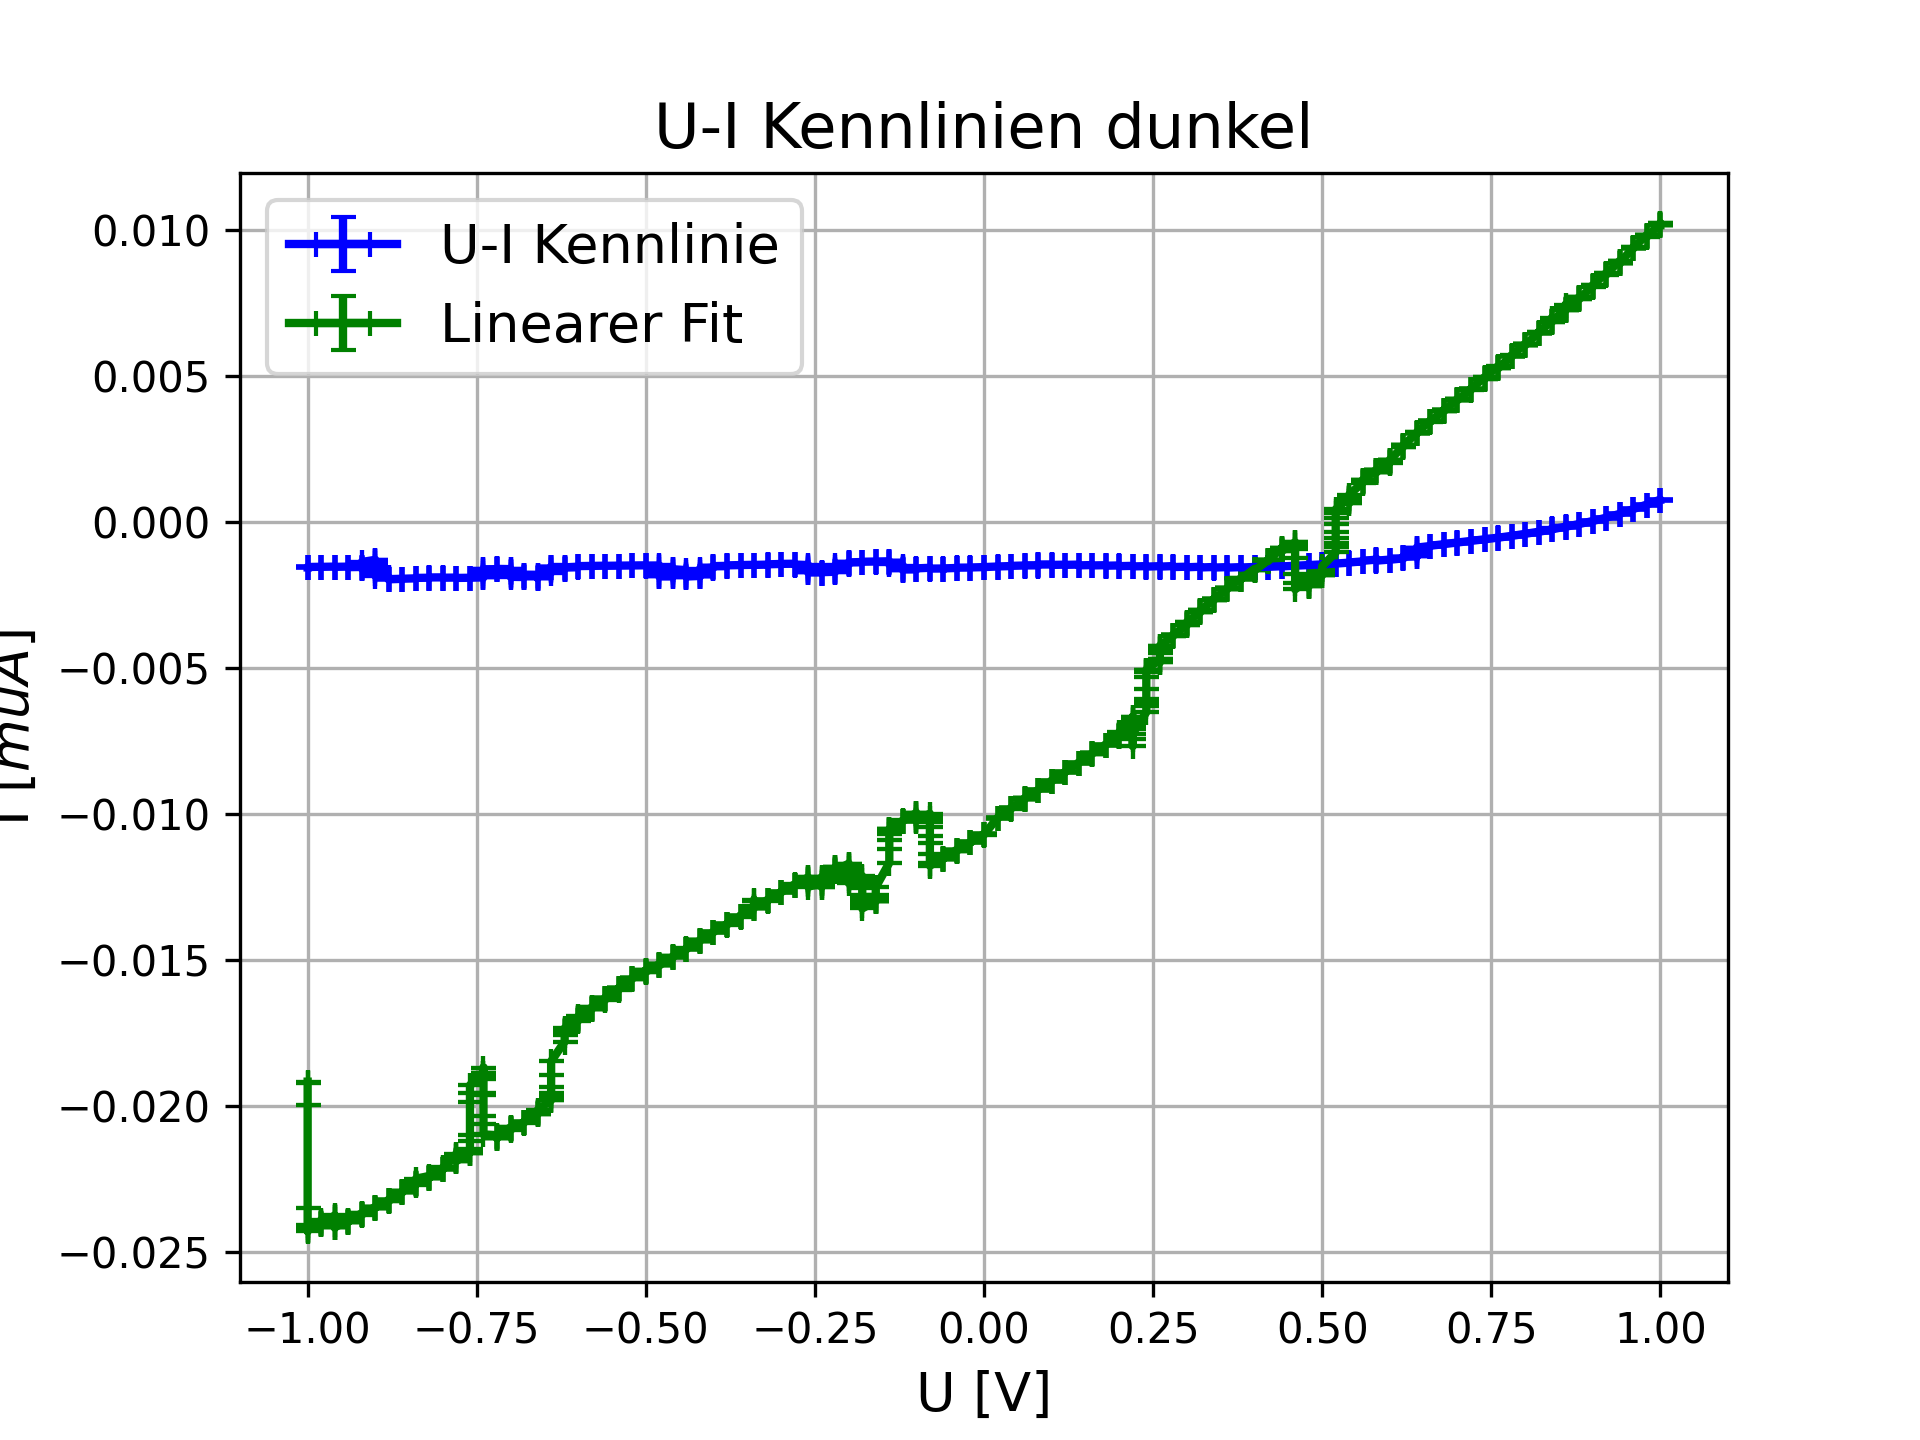 U-I Kennlinien dunkel
U-I Kennlinie
Linearer Fit
0.010
0.005
0.000
−0.005
−0.010
−0.015
−0.020
−0.025
I [muA]
−1.00 −0.75 −0.50 −0.25 0.00 0.25 0.50 0.75 1.00
U [V]